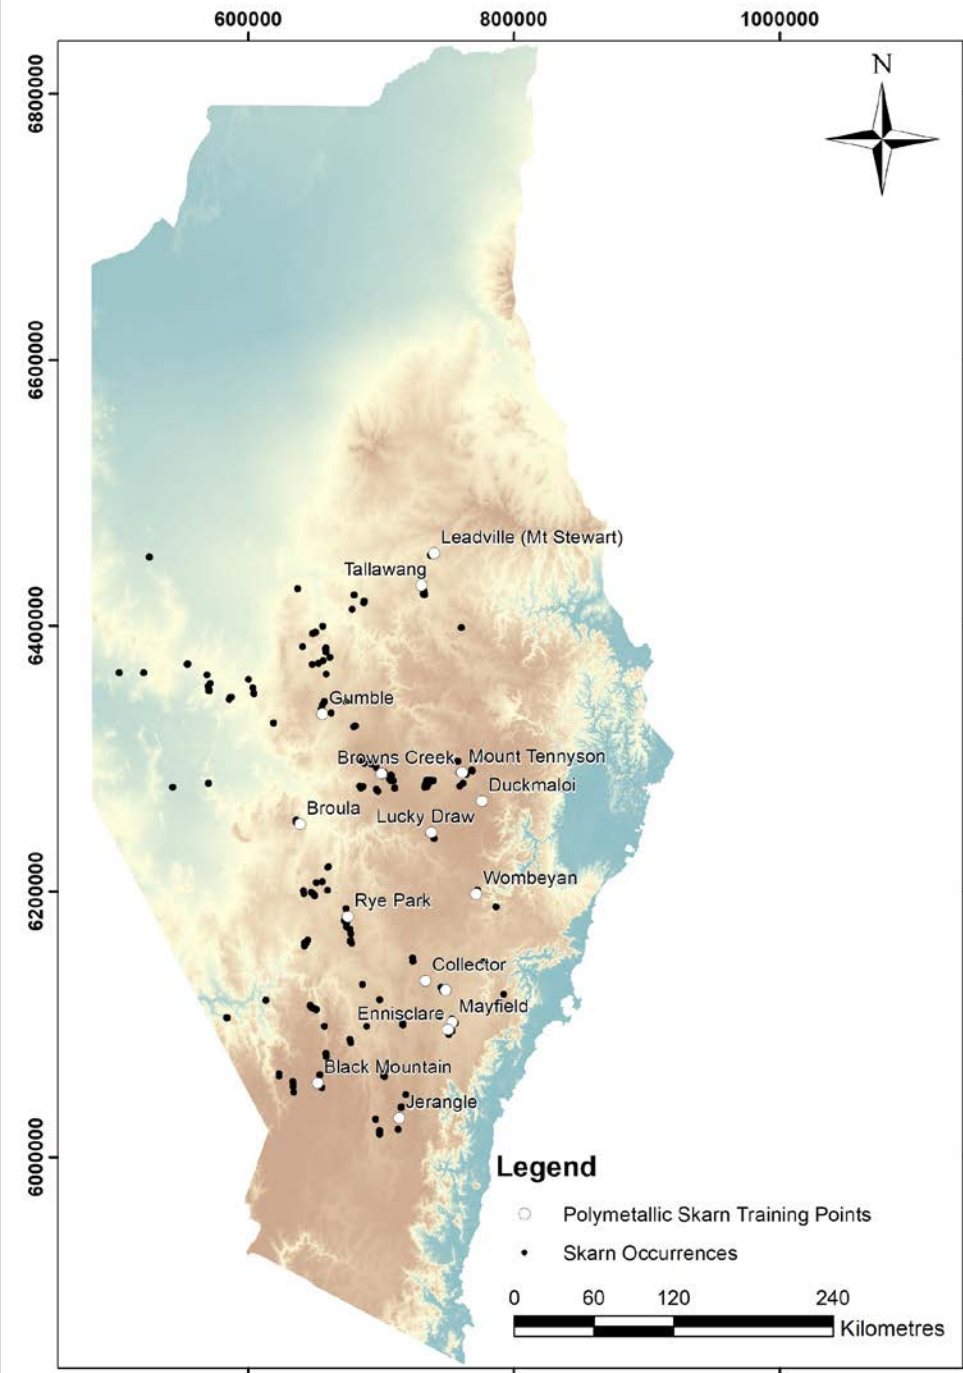 600000 800000 1000000
N
6800000
6600000
6400000
6200000
6000000
Leadville (Mt Stewart)
Tallawang
Gumble
Browns Creek Mount Tennyson
Duckmaloi
Broula
Lucky Draw
Wombeyan
Rye Park
Collector
Mayfield
Ennisclare
Black Mountain
Jerangle
Legend
Polymetallic Skarn Training Points
Skarn Occurrences
0 60 120 240
Kilometres